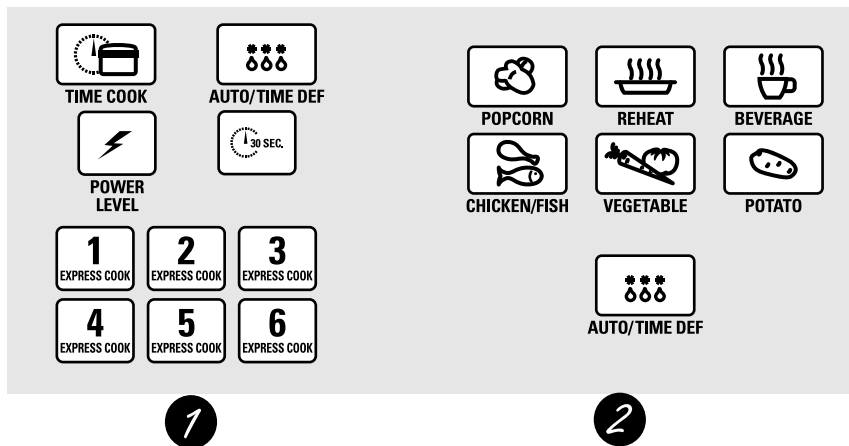 TIME COOK
AUTO/TIME DEF
POWER
LEVEL
30 SEC.
1
EXPRESS COOK
2
EXPRESS COOK
3
EXPRESS COOK
4
EXPRESS COOK
5
EXPRESS COOK
6
EXPRESS COOK
1
POPCORN
REHEAT
BEVERAGE
CHICKEN/FISH
VEGETABLE
POTATO
AUTO/TIME DEF
2